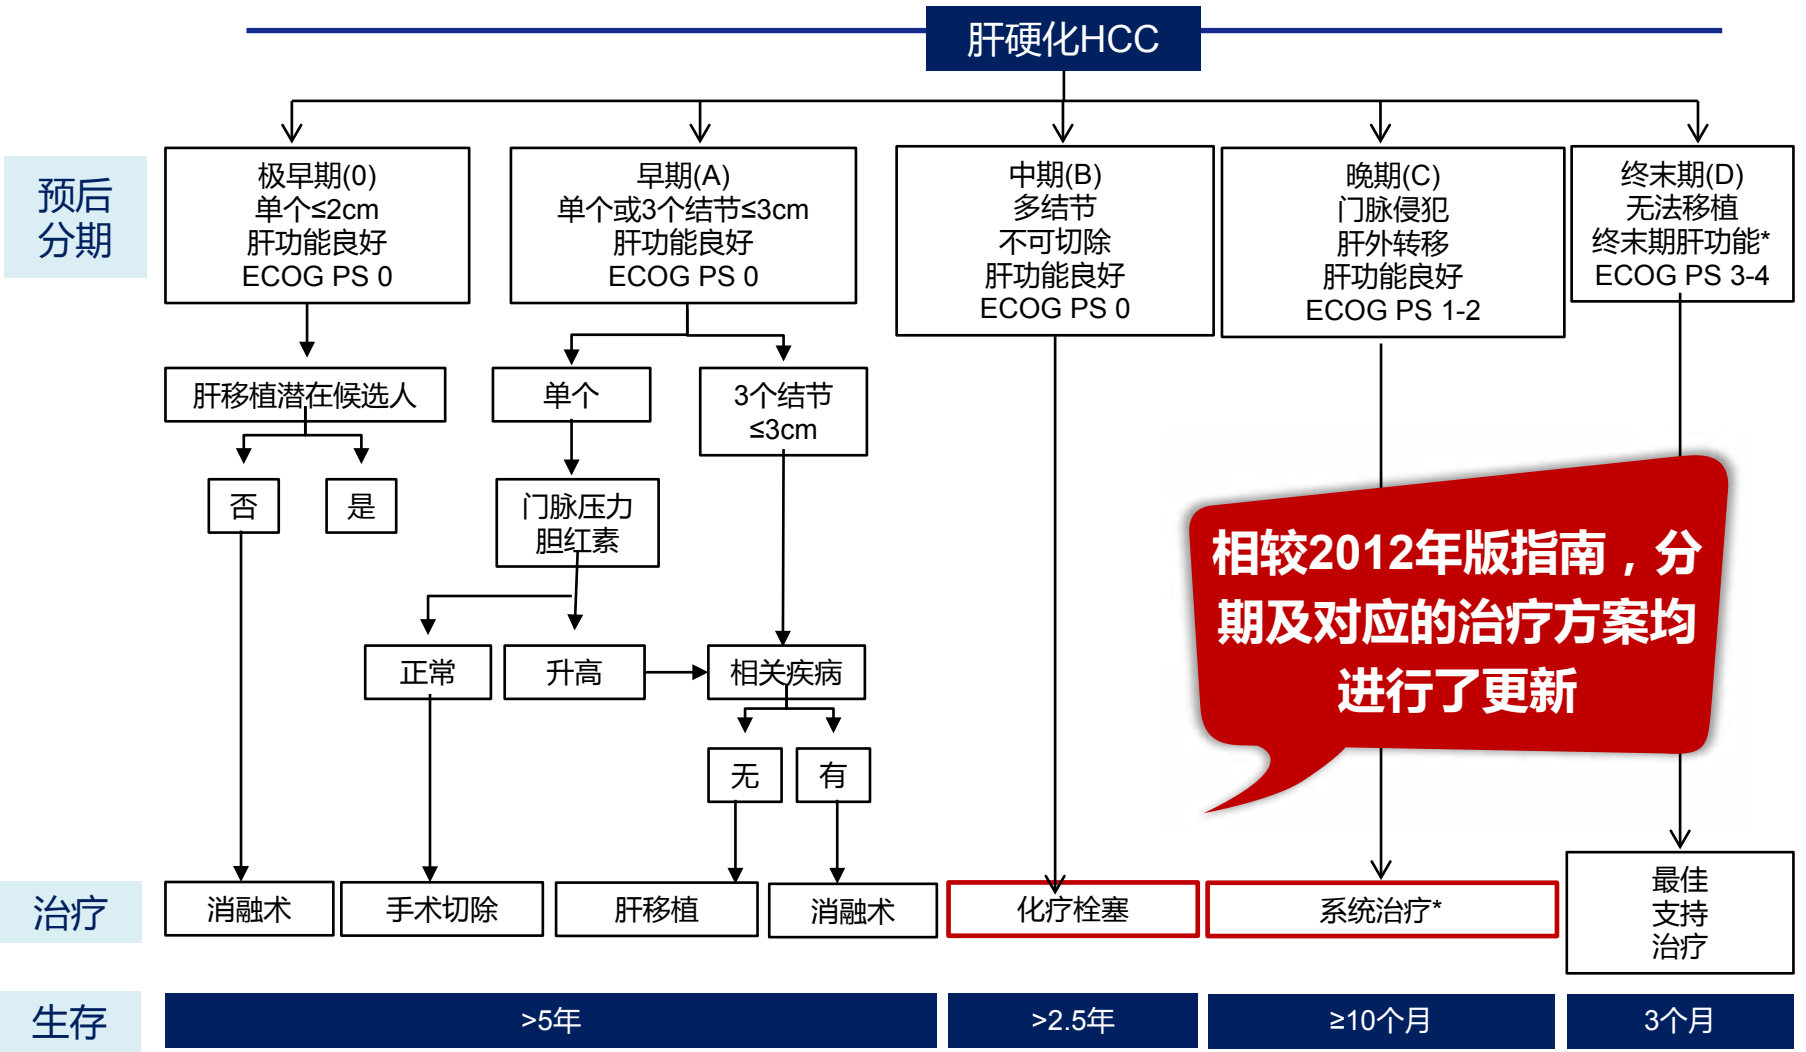 肝硬化HCC
预后
分期
极早期(0)
单个≤2cm
肝功能良好
ECOG PS 0
早期(A)
单个或3个结节≤3cm
肝功能良好
ECOG PS 0
中期(B)
多结节
不可切除
肝功能良好
ECOG PS 0
晚期(C)
门脉侵犯
肝外转移
肝功能良好
ECOG PS 1-2
终末期(D)
无法移植
终末期肝功能*
ECOG PS 3-4
肝移植潜在候选人
单个
3个结节
≤3cm
否
是
门脉压力
胆红素
正常
升高
相关疾病
无
有
相较2012年版指南，分
期及对应的治疗方案均
进行了更新
治疗
消融术
手术切除
肝移植
消融术
化疗栓塞
系统治疗*
最佳
支持
治疗
生存
>5年
>2.5年
≥10个月
3个月